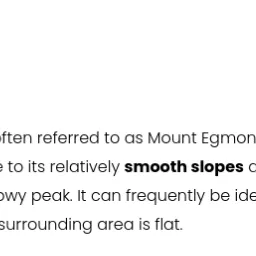 often referred to as Mount Egmon
to its relatively smooth slopes
owy peak. It can frequently be ide
surrounding area is flat.